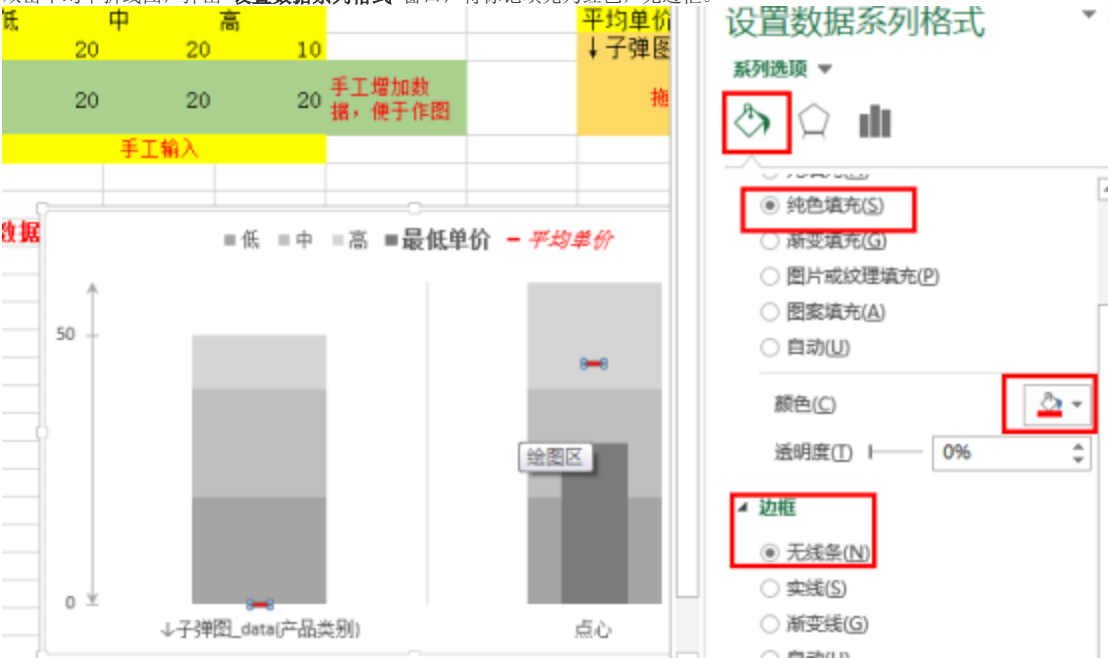 设置数据系列格式
低 中 高 平均单价
20 20 10 ↓子弹图
系列选项
20 20 20 手工增加数
据，便于作图
拖
手工输入
纯色填充(S)
数据
低 中 高 最低单价 平均单价
渐变填充(G)
图片或纹理填充(P)
图案填充(A)
自动(U)
50
颜色(C)
透明度(T) 0%
绘图区
边框
无线条(N)
实线(S)
0
↓子弹图_data(产品类别) 点心
渐变线(G)